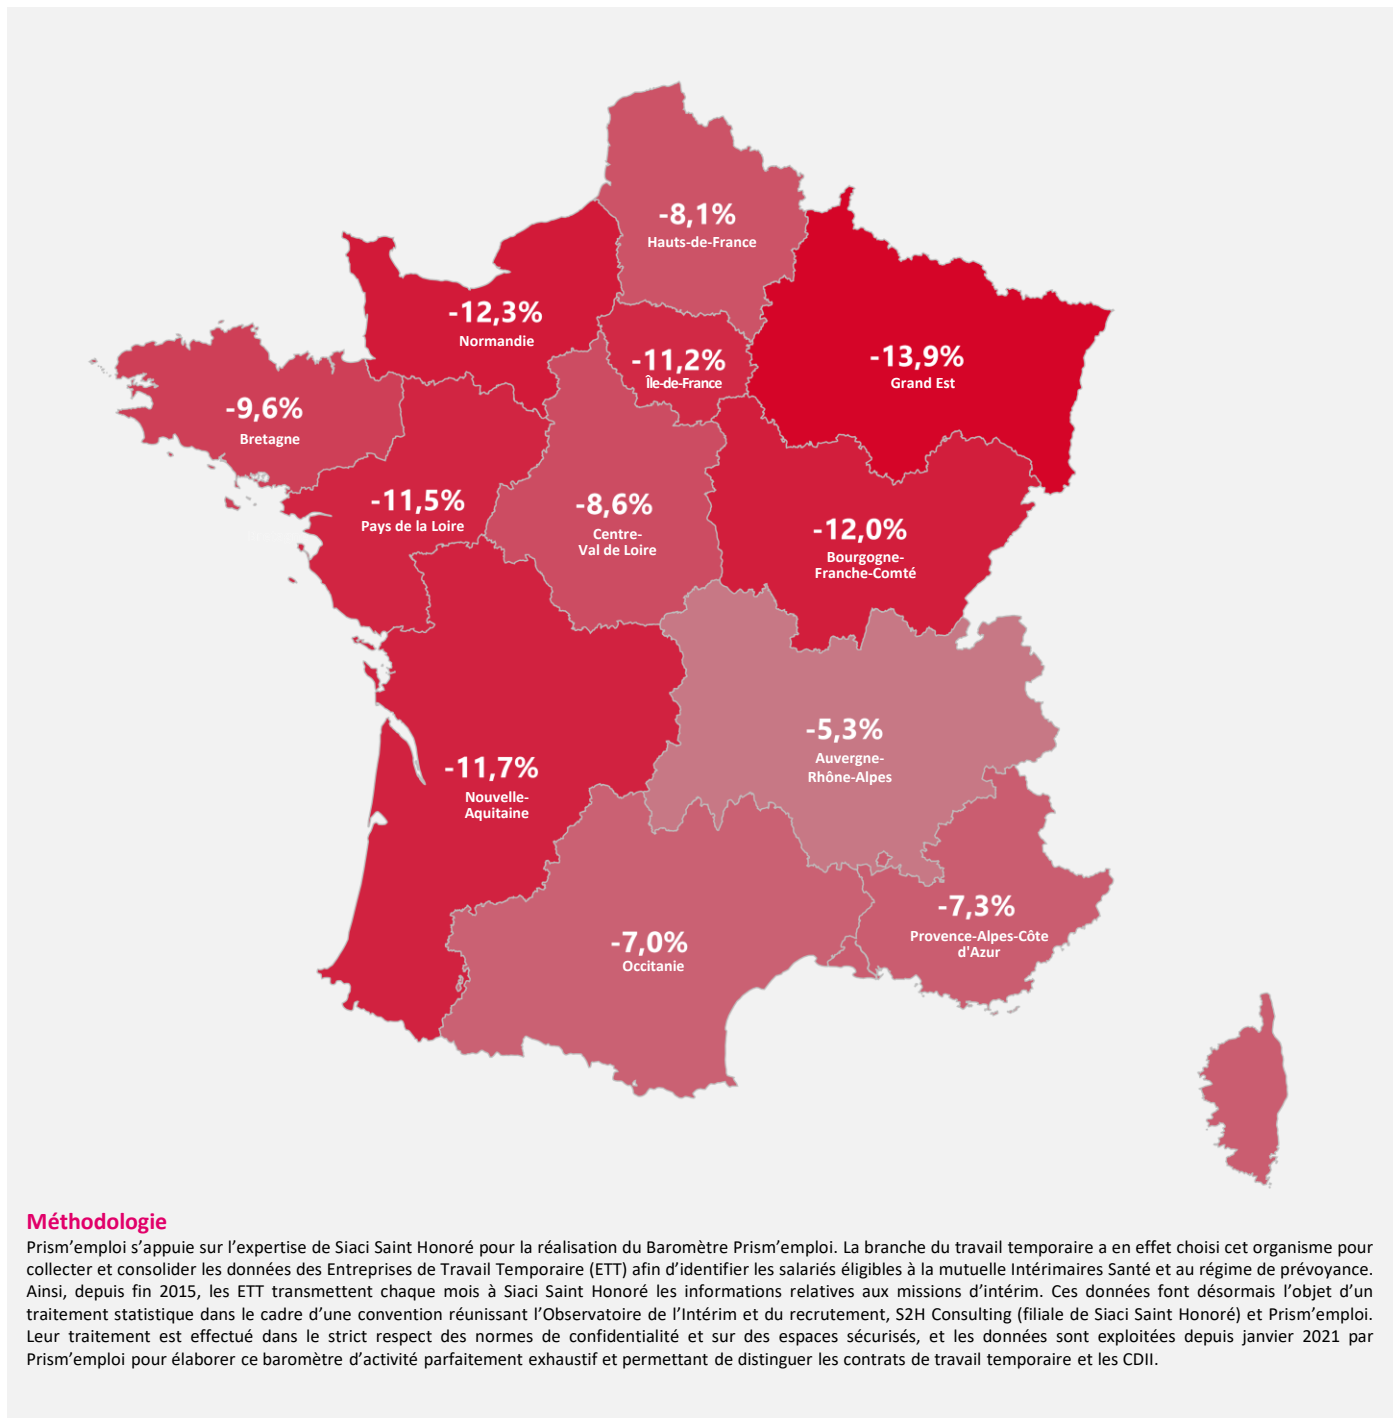 -8,1%
Hauts-de-France
-12,3%
Normandie
-11,2%
Île-de-France
-13,9%
Grand Est
-9,6%
Bretagne
-11,5%
Pays de la Loire
-8,6%
Centre-
Val de Loire
-12,0%
Bourgogne-
Franche-Comté
-5,3%
Auvergne-
Rhône-Alpes
-11,7%
Nouvelle-
Aquitaine
-7,3%
Provence-Alpes-Côte
d'Azur
-7,0%
Occitanie
Méthodologie
Prism’emploi s’appuie sur l’expertise de Siaci Saint Honoré pour la réalisation du Baromètre Prism’emploi. La branche du travail temporaire a en effet choisi cet organisme pour
collecter et consolider les données des Entreprises de Travail Temporaire (ETT) afin d’identifier les salariés éligibles à la mutuelle Intérimaires Santé et au régime de prévoyance.
Ainsi, depuis fin 2015, les ETT transmettent chaque mois à Siaci Saint Honoré les informations relatives aux missions d’intérim. Ces données font désormais l’objet d’un
traitement statistique dans le cadre d’une convention réunissant l’Observatoire de l’Intérim et du recrutement, S2H Consulting (filiale de Siaci Saint Honoré) et Prism’emploi.
Leur traitement est effectué dans le strict respect des normes de confidentialité et sur des espaces sécurisés, et les données sont exploitées depuis janvier 2021 par
Prism’emploi pour élaborer ce baromètre d’activité parfaitement exhaustif et permettant de distinguer les contrats de travail temporaire et les CDII.